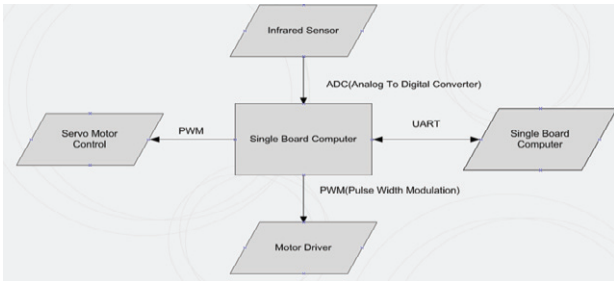 Infrared Sensor
ADC(Analog To Digital Converter)
Servo Motor
Control
PWM
Single Board Computer
UART
Single Board
Computer
PWM(Pulse Width Modulation)
Motor Driver